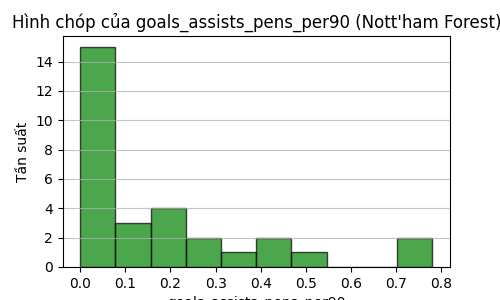 Hình chóp của goals_assists_pens_per90 (Nott'ham Forest)
14
12
10
8
6
4
2
0
Tần suất
0.0 0.1 0.2 0.3 0.4 0.5 0.6 0.7 0.8
goals_assists_pens_per90